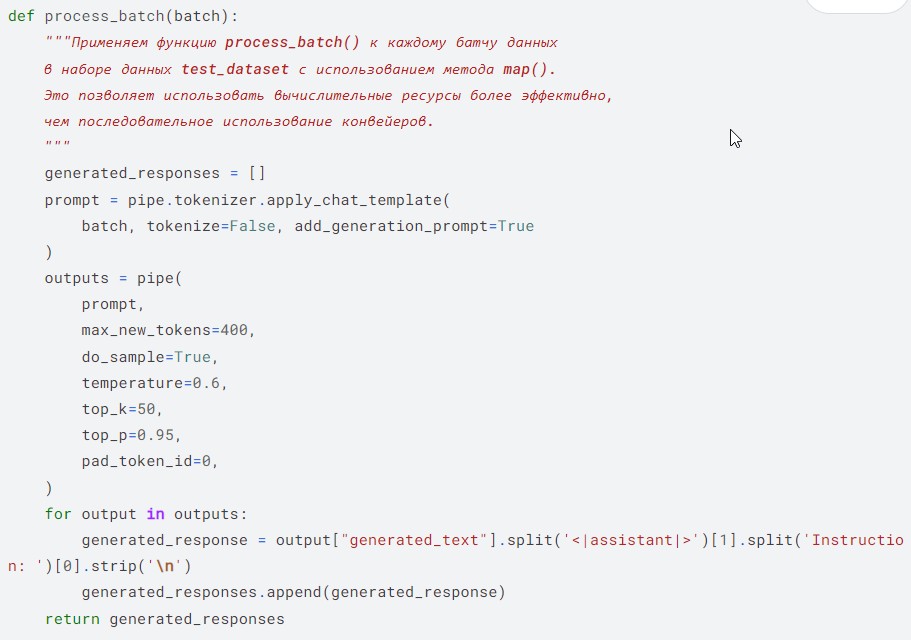 def process_batch(batch):
    """Применяем функцию process_batch() к каждому батчу данных
    в наборе данных test_dataset с использованием метода map().
    Это позволяет использовать вычислительные ресурсы более эффективно,
    чем последовательное использование конвейеров.
    """
    generated_responses = []
    prompt = pipe.tokenizer.apply_chat_template(
        batch, tokenize=False, add_generation_prompt=True
    )
    outputs = pipe(
        prompt,
        max_new_tokens=400,
        do_sample=True,
        temperature=0.6,
        top_k=50,
        top_p=0.95,
        pad_token_id=0,
    )
    for output in outputs:
        generated_response = output["generated_text"].split('<|assistant|>')[1].split('Instructio
n: ')[0].strip('\n')
        generated_responses.append(generated_response)
    return generated_responses